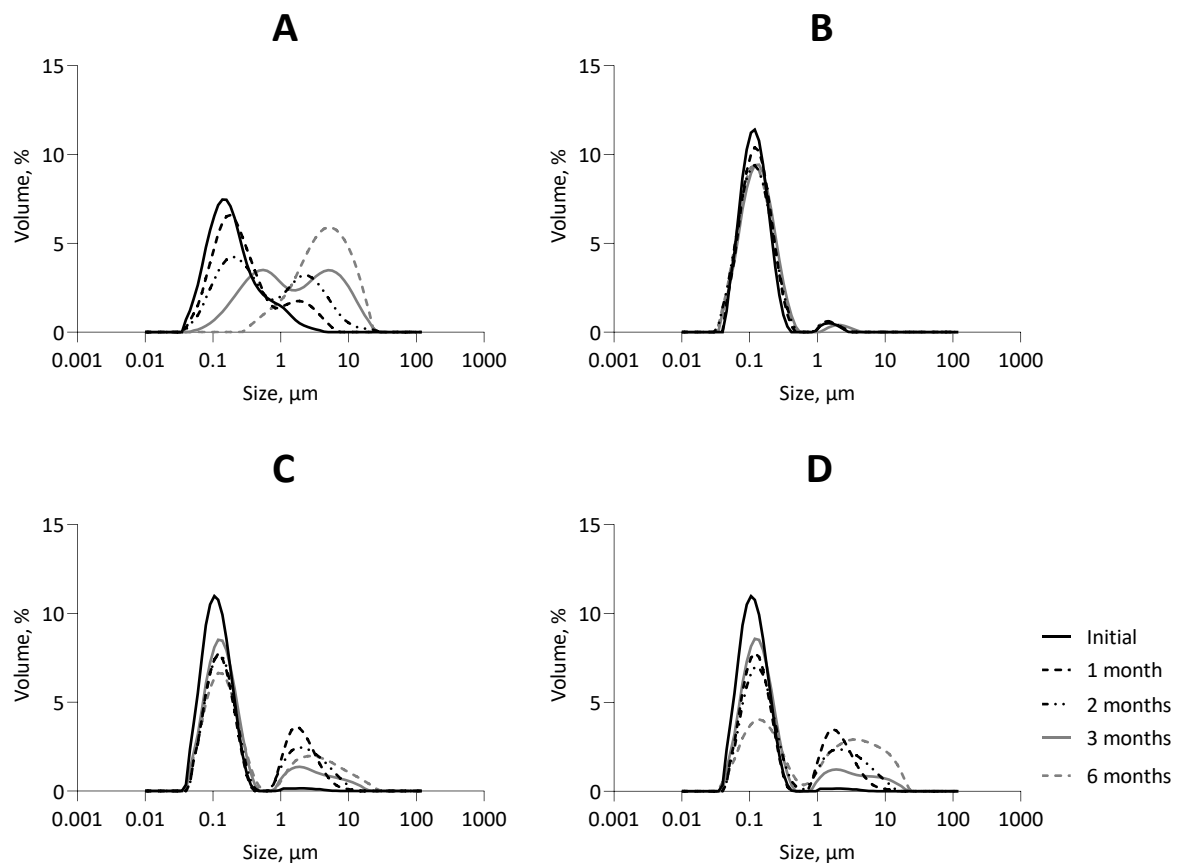 A
B
15
10
5
0
Volume, %
0.001 0.01 0.1 1 10 100 1000
Size, µm
15
10
5
0
Volume, %
0.001 0.01 0.1 1 10 100 1000
Size, µm
C
D
15
10
5
0
Volume, %
0.001 0.01 0.1 1 10 100 1000
Size, µm
15
10
5
0
Volume, %
0.001 0.01 0.1 1 10 100 1000
Size, µm
Initial
1 month
2 months
3 months
6 months